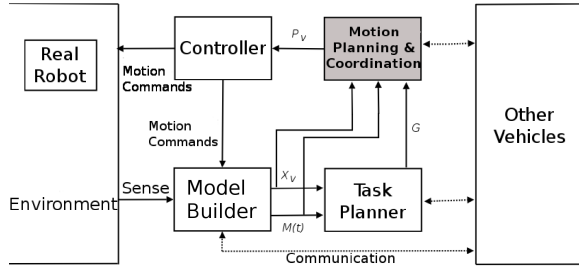 Real
Robot
Motion
Commands
Controller
P_v
Motion
Planning &
Coordination
Other
Vehicles
Motion
Commands
G
Environment
Sense
Model
Builder
X_v
M(t)
Task
Planner
Communication